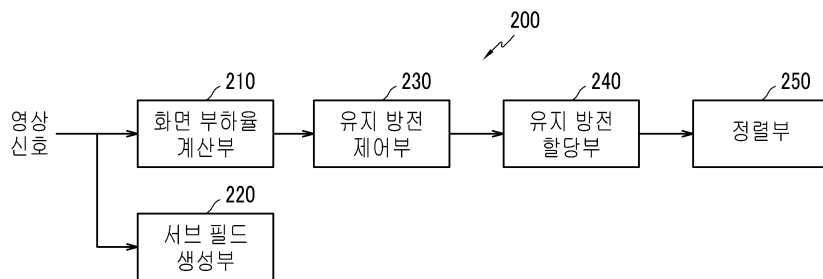 200
210
230
240
250
영상
신호
화면 부하율
계산부
유지 방전
제어부
유지 방전
할당부
정렬부
220
서브 필드
생성부